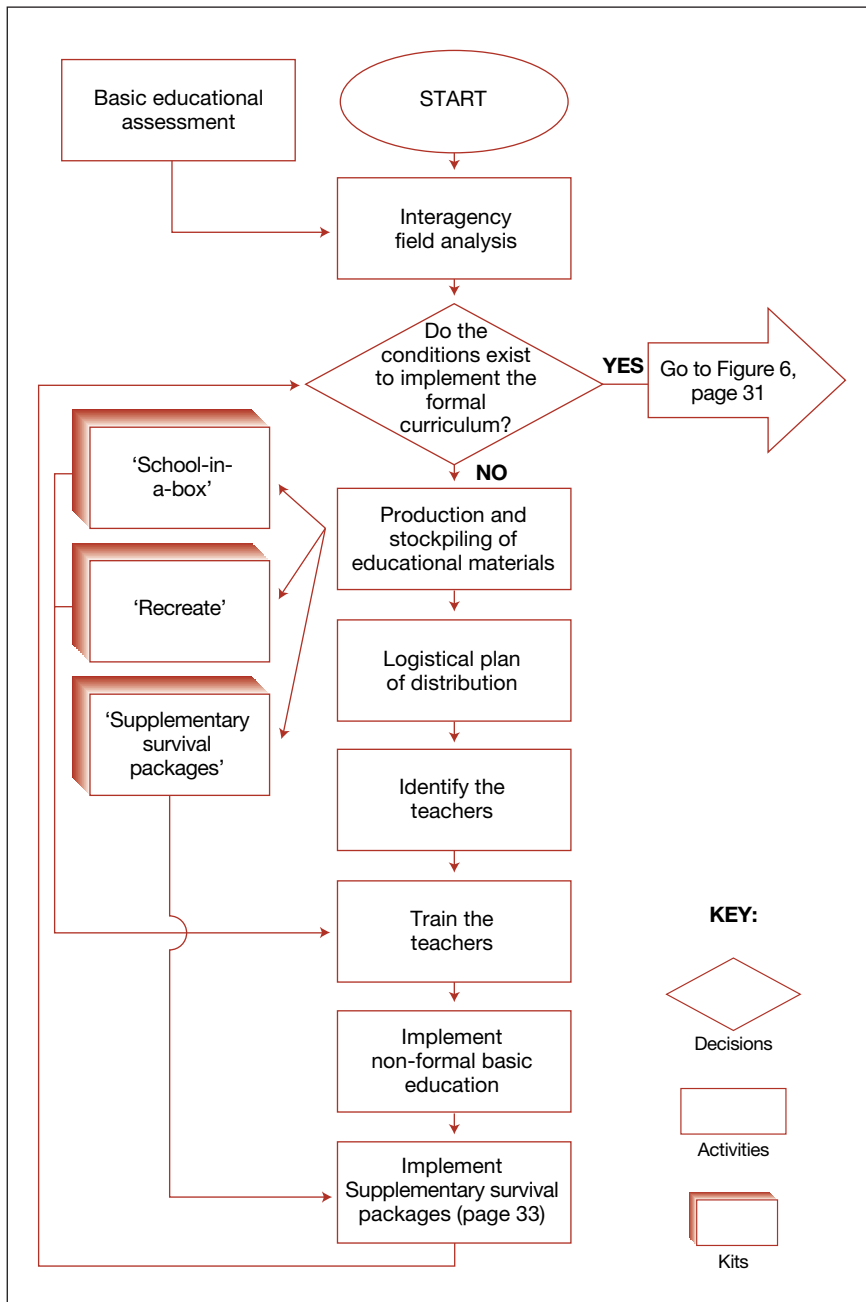 Basic educational
assessment
START
Interagency
field analysis
Do the
conditions exist
to implement the
formal
curriculum?
YES
Go to Figure 6,
page 31
NO
‘School-in-
a-box’
‘Recreate’
‘Supplementary
survival
packages’
Production and
stockpiling of
educational materials
Logistical plan
of distribution
Identify the
teachers
Train the
teachers
Implement
non-formal basic
education
Implement
Supplementary survival
packages (page 33)
KEY:
Decisions
Activities
Kits